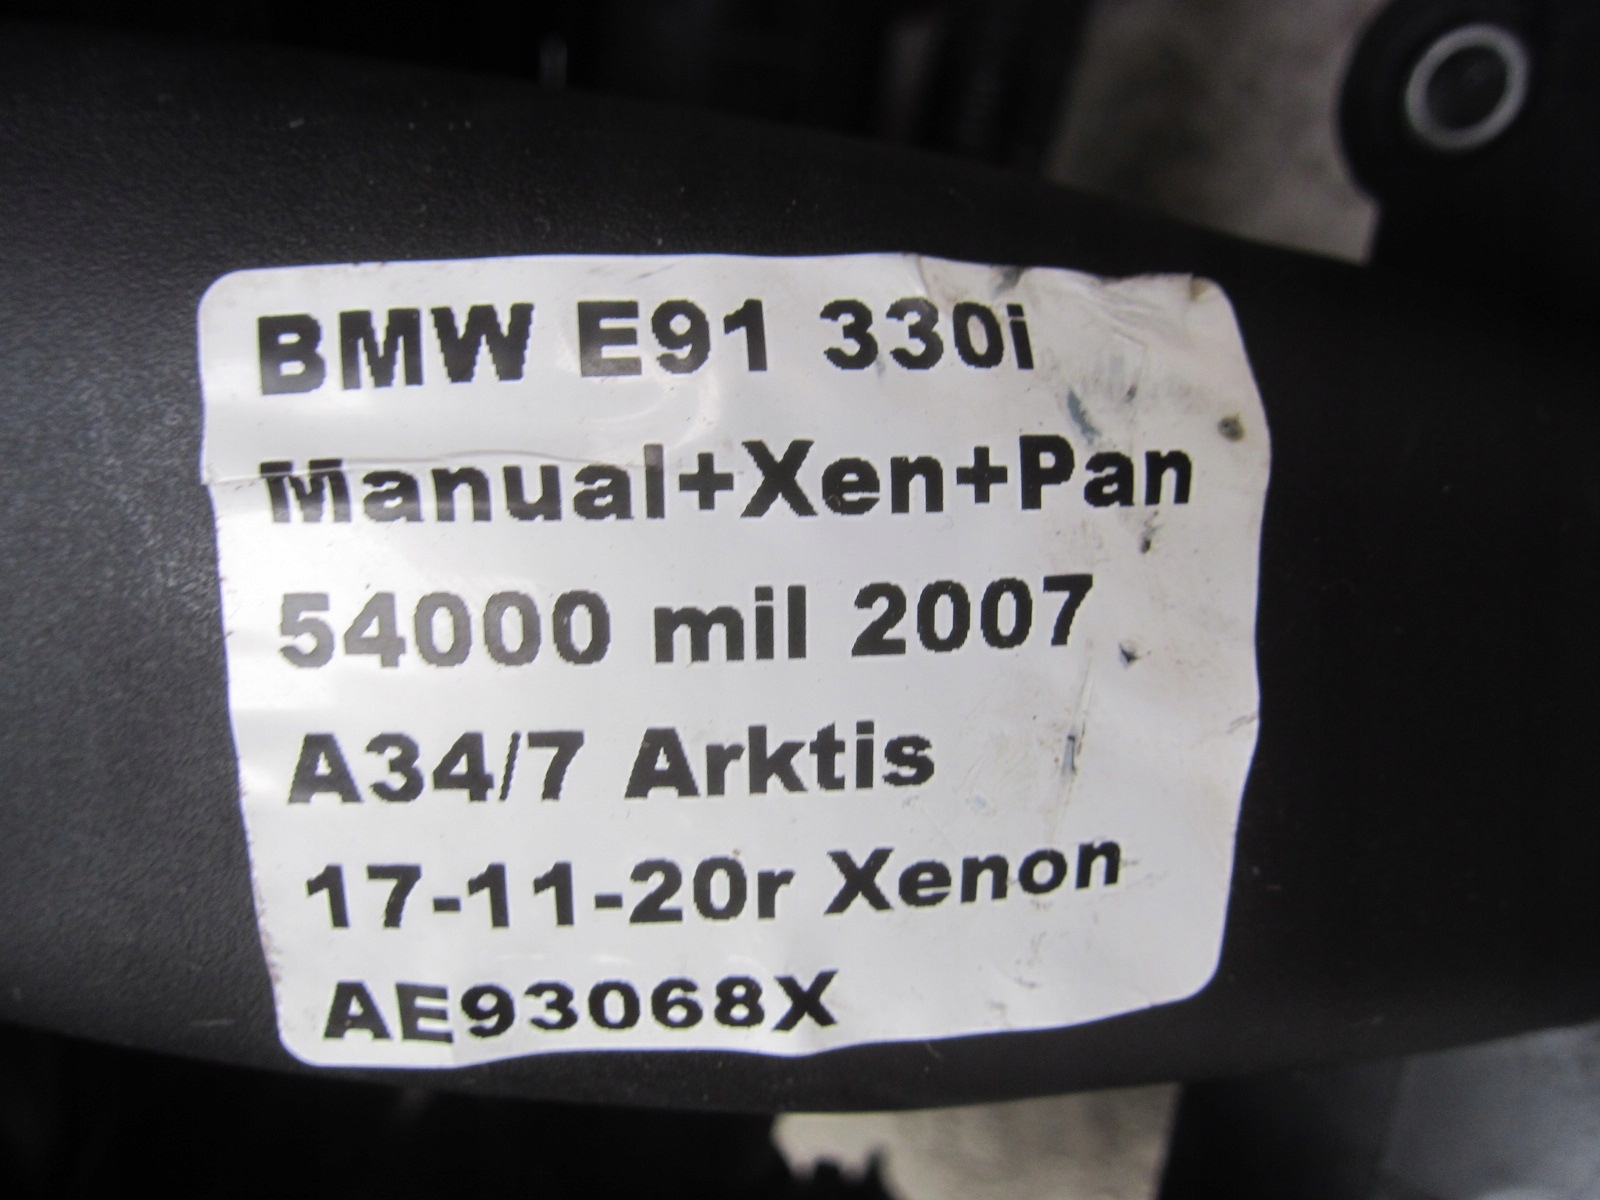 BMW E91 330i
Manual+Xen+Pan
54000 mil 2007
A34/7 Arktis
17-11-20r Xenon
AE93068X